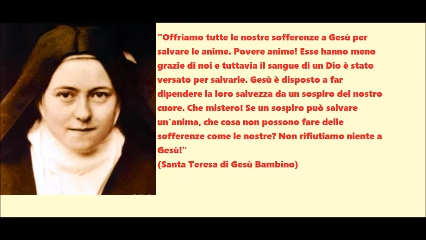 "Offriamo tutte le nostre sofferenze a Gesù per
salvare le anime. Povere anime! Esse hanno meno
grazie di noi e tuttavia il sangue di un Dio è stato
versato per salvarle. Gesù è disposto a far
dipendere la loro salvezza da un sospiro del nostro
cuore. Che mistero! Se un sospiro può salvare
un'anima, che cosa non possono fare delle
sofferenze come le nostre? Non rifiutiamo niente a
Gesù!"
(Santa Teresa di Gesù Bambino)